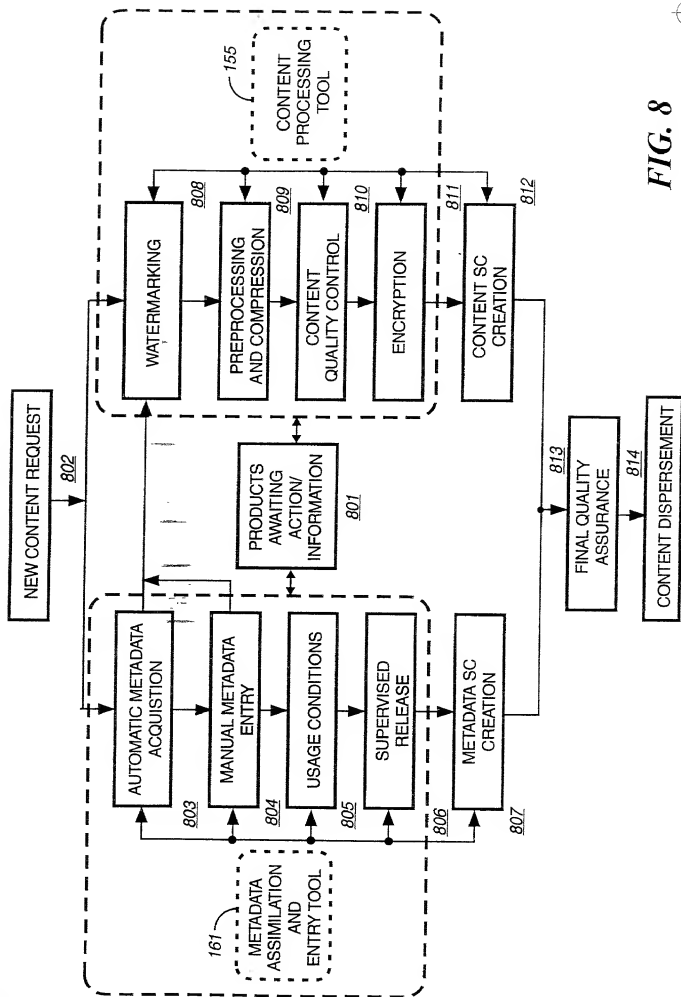 NEW CONTENT REQUEST
802
161
METADATA
ASSIMILATION
AND
ENTRY TOOL
AUTOMATIC METADATA
ACQUISTION
803
MANUAL METADATA
ENTRY
804
USAGE CONDITIONS
805
SUPERVISED
RELEASE
806
METADATA SC
CREATION
807
PRODUCTS
AWAITING
ACTION/
INFORMATION
801
WATERMARKING
808
PREPROCESSING
AND COMPRESSION
809
CONTENT
QUALITY CONTROL
810
ENCRYPTION
811
CONTENT SC
CREATION
812
155
CONTENT
PROCESSING
TOOL
813
FINAL QUALITY
ASSURANCE
814
CONTENT DISPERSEMENT
FIG. 8